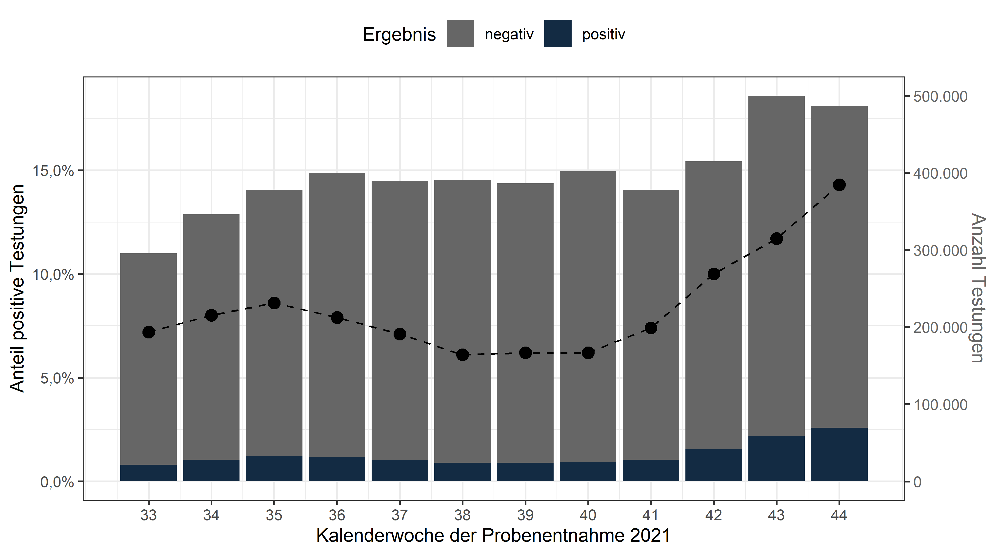 Ergebnis negativ positiv
Anteil positive Testungen
15,0%
10,0%
5,0%
0,0%
500.000
400.000
300.000
200.000
100.000
0
Anzahl Testungen
33 34 35 36 37 38 39 40 41 42 43 44
Kalenderwoche der Probenentnahme 2021